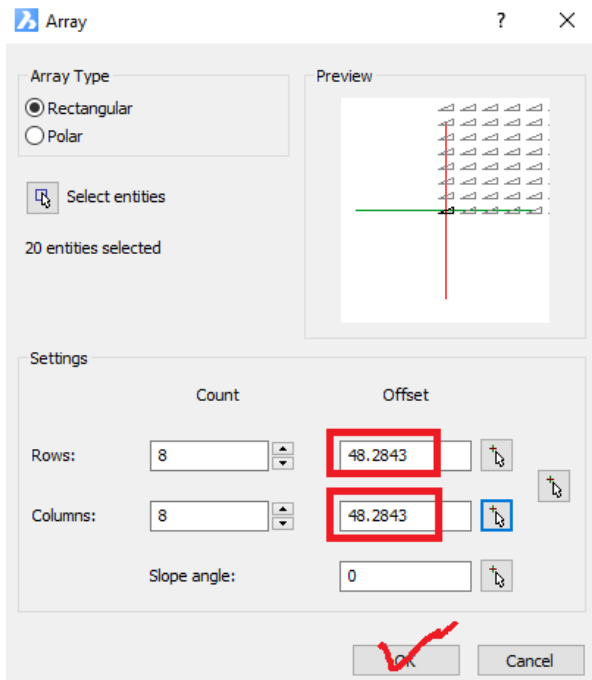 Array ?
Array Type
Preview
Rectangular
Polar
Select entities
20 entities selected
Settings
Count Offset
Rows: 8 48.2843
Columns: 8 48.2843
Slope angle: 0
OK Cancel